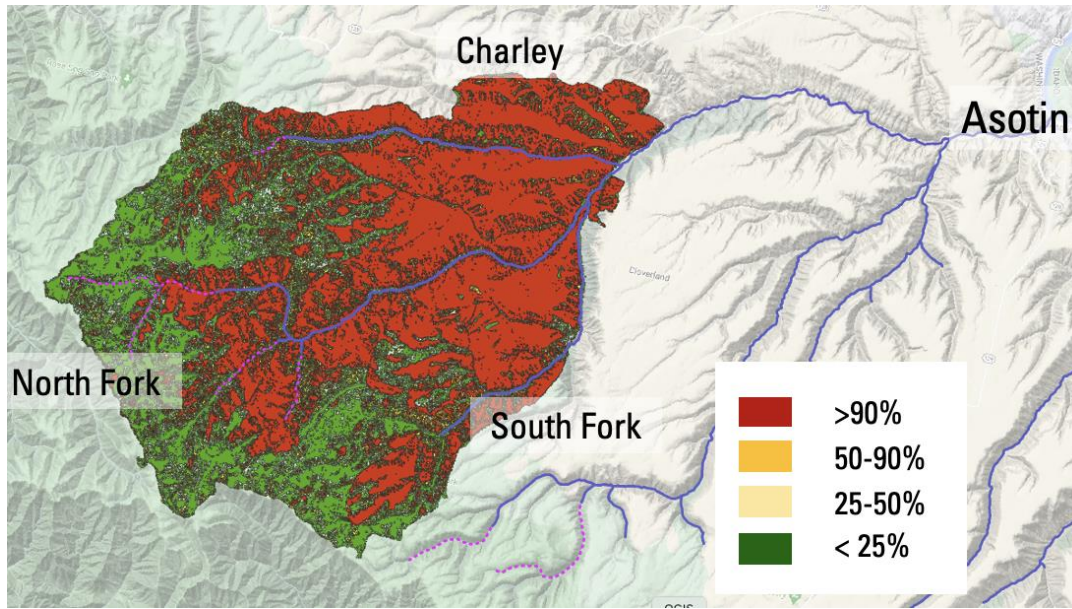 Charley
Asotin
Cloverland
North Fork
South Fork
>90%
50-90%
25-50%
< 25%